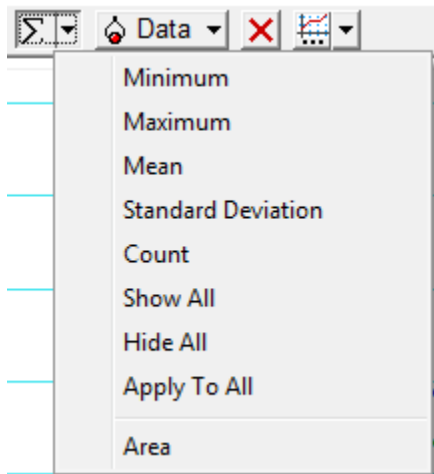 Σ Data
Minimum
Maximum
Mean
Standard Deviation
Count
Show All
Hide All
Apply To All
Area